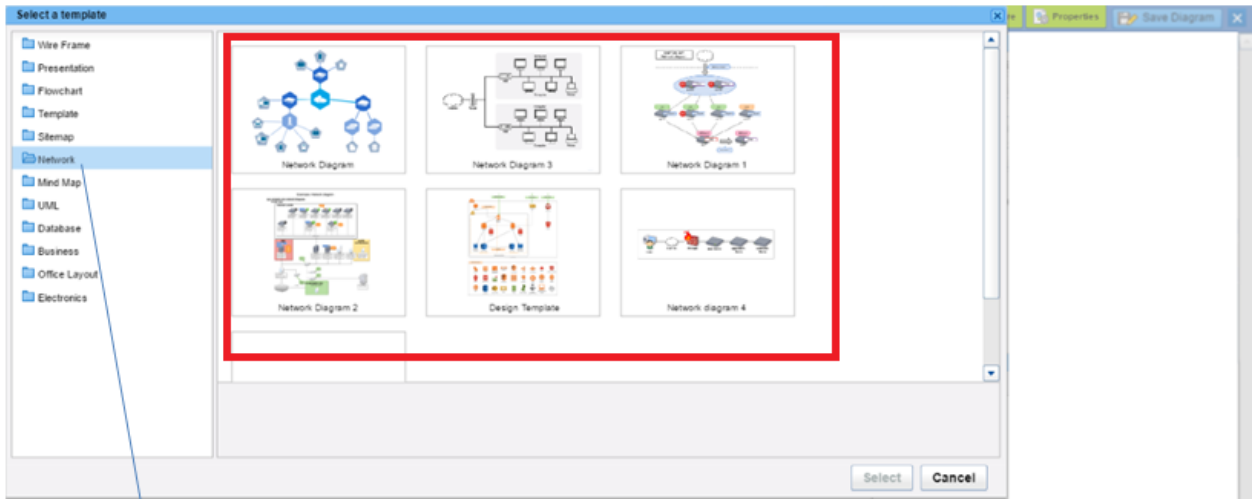 Select a template
Properties
Save Diagram
Wire Frame
Presentation
Flowchart
Template
Sitemap
Network
Mind Map
UML
Database
Business
Office Layout
Electronics
Network Diagram
Network Diagram 3
Network Diagram 1
Network Diagram 2
Design Template
Network diagram 4
Select
Cancel